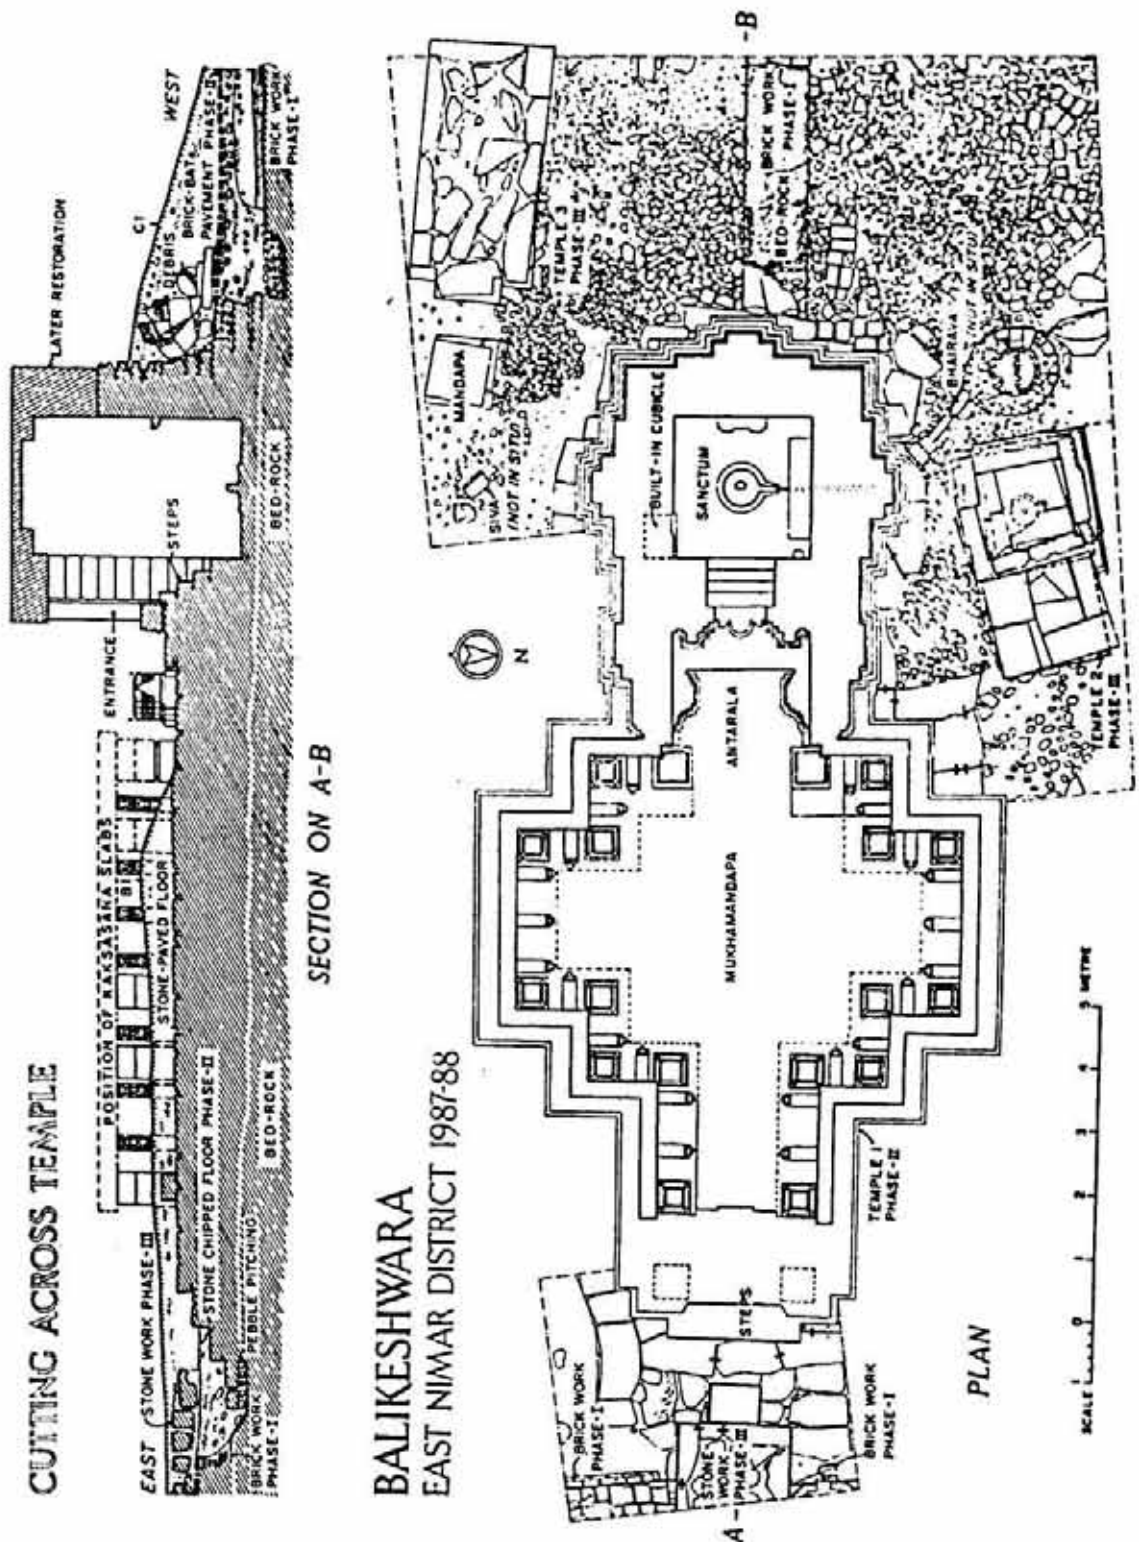 CUTTING ACROSS TEMPLE
LATER RESTORATION
POSITION OF KAKSASANA SLABS
ENTRANCE
STEPS
C1
WEST
DEBRIS
BRICK-BAT
PAVEMENT PHASE-II
EAST
STONE WORK PHASE-III
STONE-PAVED FLOOR
STONE CHIPPED FLOOR PHASE-II
PEBBLE PITCHING
BRICK WORK
PHASE-I
BED-ROCK
BED-ROCK
BRICK WORK
PHASE-I
SECTION ON A-B
BALIKESHWARA
EAST NIMAR DISTRICT 1987-88
N
MANDAPA
TEMPLE 3
PHASE-III
SIVA
(NOT IN SITU)
BUILT-IN CUBICLE
SANCTUM
BED-ROCK
BRICK WORK
PHASE-I
B
BHAIRAVA
(NOT IN SITU)
ANTARALA
MUKHAMANDAPA
TEMPLE 2
PHASE-III
BRICK WORK
PHASE-I
STEPS
A
STONE
WORK
PHASE-III
BRICK WORK
PHASE-I
TEMPLE 1
PHASE-II
PLAN
SCALE 1 0 1 2 3 4 5 METRE